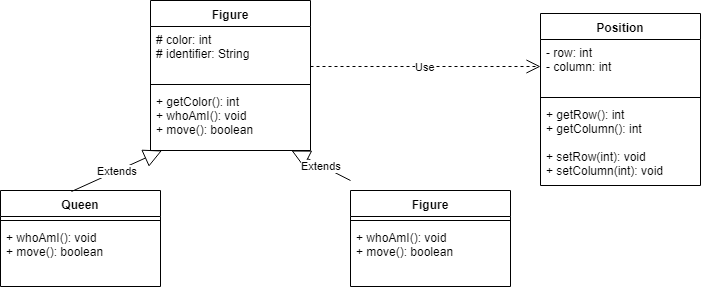 Figure
# color: int
# identifier: String
+ getColor(): int
+ whoAmI(): void
+ move(): boolean
Use
Position
- row: int
- column: int
+ getRow(): int
+ getColumn(): int
+ setRow(int): void
+ setColumn(int): void
Extends
Extends
Queen
+ whoAmI(): void
+ move(): boolean
Figure
+ whoAmI(): void
+ move(): boolean